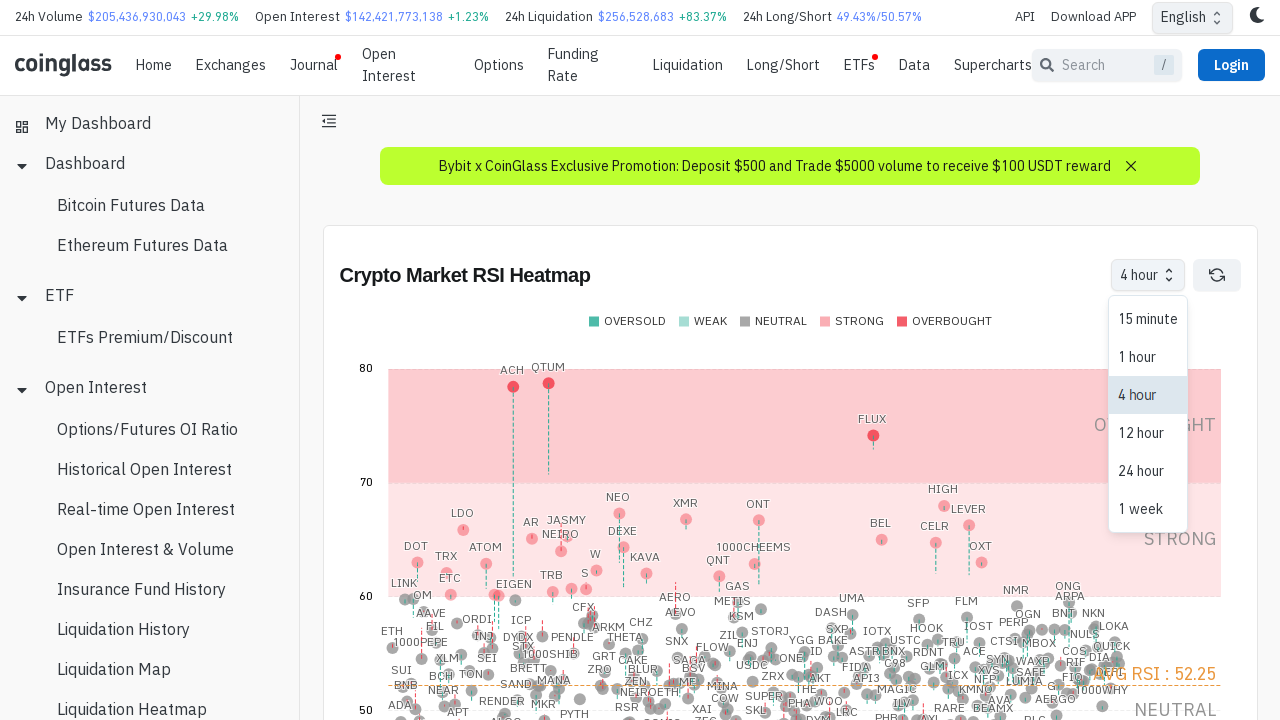 24h Volume $205,436,930,043 +29.98% Open Interest $142,421,773,138 +1.23% 24h Liquidation $256,528,683 +83.37% 24h Long/Short 49.43%/50.57% API Download APP English
coinglass Home Exchanges Journal Open Interest Options Funding Rate Liquidation Long/Short ETFs Data Supercharts Search / Login
My Dashboard
Dashboard
Bitcoin Futures Data
Ethereum Futures Data
ETF
ETFs Premium/Discount
Open Interest
Options/Futures OI Ratio
Historical Open Interest
Real-time Open Interest
Open Interest & Volume
Insurance Fund History
Liquidation History
Liquidation Map
Liquidation Heatmap
Bybit x CoinGlass Exclusive Promotion: Deposit $500 and Trade $5000 volume to receive $100 USDT reward
Crypto Market RSI Heatmap
4 hour
15 minute
1 hour
4 hour
12 hour
24 hour
1 week
OVERSOLD WEAK NEUTRAL STRONG OVERBOUGHT
80
ACH QTUM
FLUX
70
HIGH
NEO XMR ONT LEVER
LDO AR JASMY BEL CELR
NEIRO DEXE
STRONG
DOT TRX ATOM W KAVA QNT 1000CHEEMS OXT
LINK ETC EIGEN TRB S GAS NMR ONG
60
OM AERO METIS UMA SFP FLM ARPA
AAVE ORDI ICP CFX CHZ AEVO KSM DASH OGN BNT NKN
ETH FIL INJ DYDX PENDLE ARKM THETA SNX ZIL STORJ SXP IOTX HOOK IOST PERP NULS LOKA
1000PEPE STX FLOW ENJ YGG BAKE USTC TRU CTSI MBOX QUICK
XLM SEI 1000SHIB GRT CAKE SAGA USDC ONE ID ASTR BNX RDNT ACE SYN WAXP COS DIA
SUI BCH TON BRETT ZRO BLUR BSV ZRX FIDA C98 GLM ICX XVS SAFE RIF
AVG RSI : 52.25
BNB NEAR SAND MANA ZEN UMEE MINA THE AKT API3 MAGIC KMNO NFP LUMIA FIO 1000WHY
ADA APT RENDER MKR NEIROETH COW SUPER PHA WOO ILV AVA AERGO
50
PYTH RSR XAI SKL LRC RARE BEAMX
NEUTRAL
DYM PHB AXL